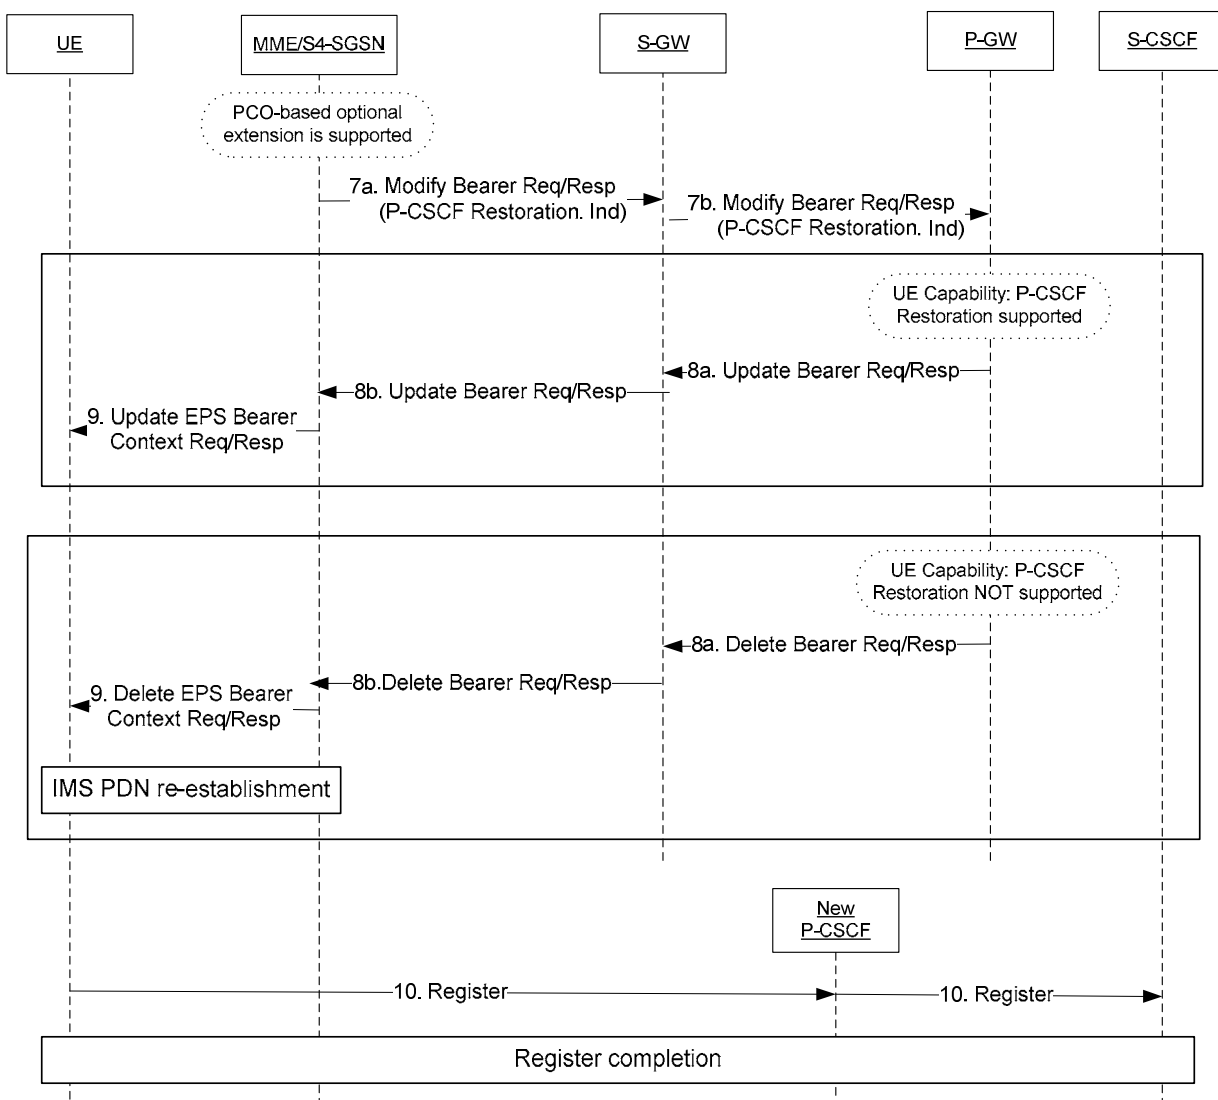 UE
MME/S4-SGSN
S-GW
P-GW
S-CSCF
PCO-based optional
extension is supported
7a. Modify Bearer Req/Resp
(P-CSCF Restoration. Ind)
7b. Modify Bearer Req/Resp
(P-CSCF Restoration. Ind)
UE Capability: P-CSCF
Restoration supported
8a. Update Bearer Req/Resp
8b. Update Bearer Req/Resp
9. Update EPS Bearer
Context Req/Resp
UE Capability: P-CSCF
Restoration NOT supported
8a. Delete Bearer Req/Resp
8b.Delete Bearer Req/Resp
9. Delete EPS Bearer
Context Req/Resp
IMS PDN re-establishment
New
P-CSCF
10. Register
10. Register
Register completion